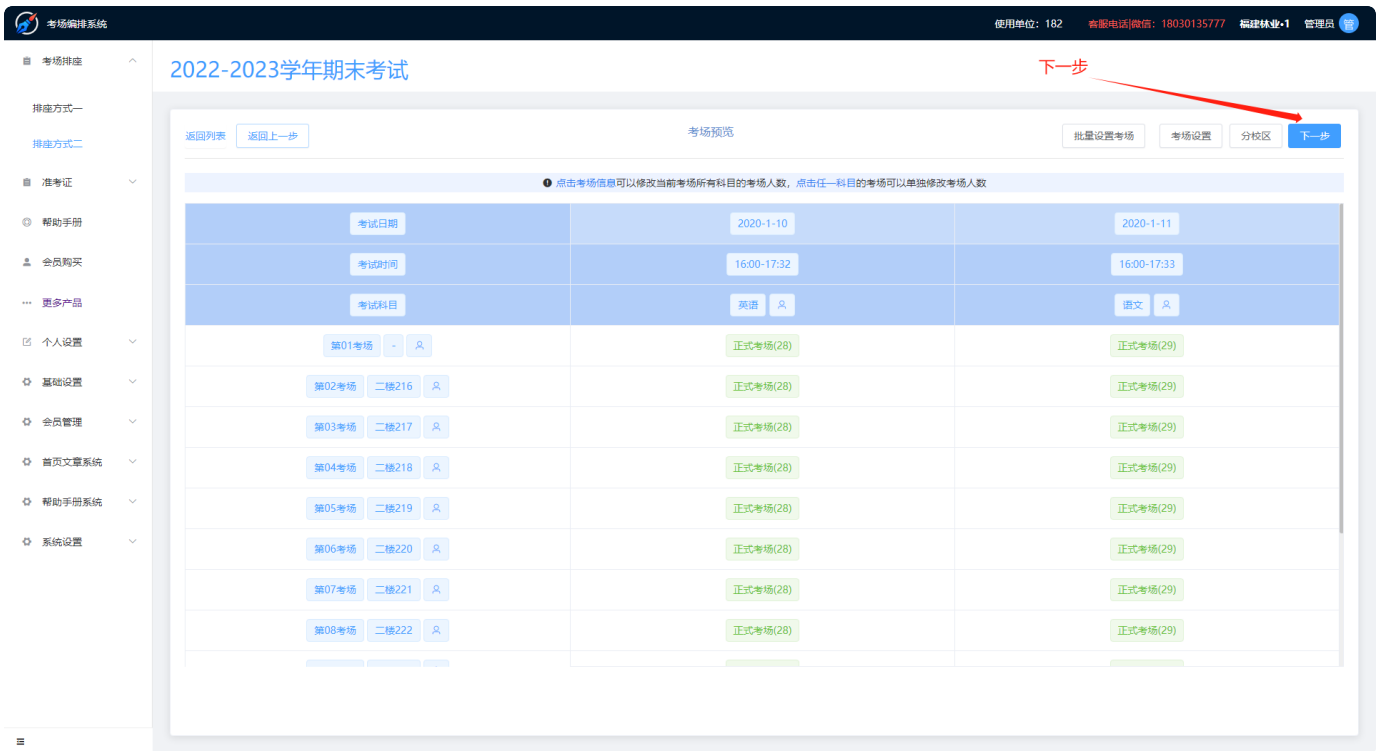 考场编排系统
使用单位：182 客服电话|微信：18030135777 福建林业·1 管理员 管
考场排座
排座方式一
排座方式二
准考证
帮助手册
会员购买
更多产品
个人设置
基础设置
会员管理
首页文章系统
帮助手册系统
系统设置
2022-2023学年期末考试
下一步
返回列表 返回上一步 考场预览 批量设置考场 考场设置 分校区 下一步
点击考场信息可以修改当前考场所有科目的考场人数，点击任一科目的考场可以单独修改考场人数
考试日期 2020-1-10 2020-1-11
考试时间 16:00-17:32 16:00-17:33
考试科目 英语 语文
第01考场 - 正式考场(28) 正式考场(29)
第02考场 二楼216 正式考场(28) 正式考场(29)
第03考场 二楼217 正式考场(28) 正式考场(29)
第04考场 二楼218 正式考场(28) 正式考场(29)
第05考场 二楼219 正式考场(28) 正式考场(29)
第06考场 二楼220 正式考场(28) 正式考场(29)
第07考场 二楼221 正式考场(28) 正式考场(29)
第08考场 二楼222 正式考场(28) 正式考场(29)